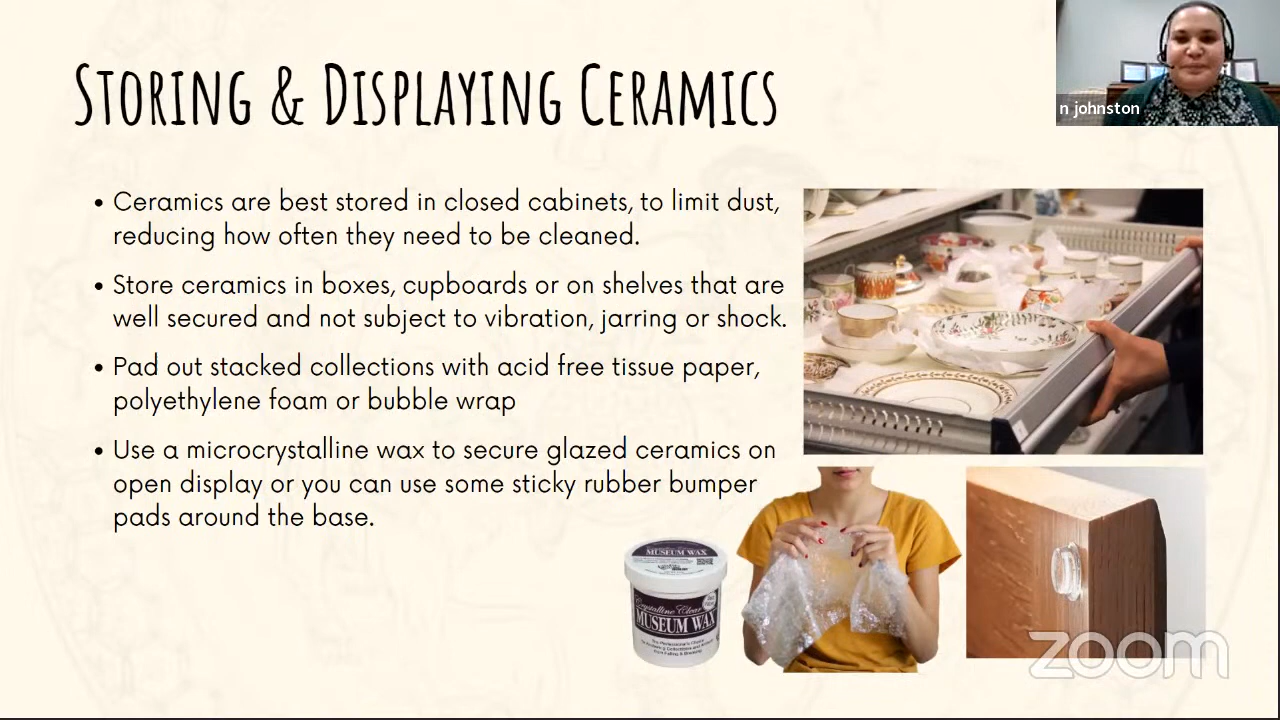 STORING & DISPLAYING CERAMICS
n johnston
• Ceramics are best stored in closed cabinets, to limit dust,
reducing how often they need to be cleaned.
• Store ceramics in boxes, cupboards or on shelves that are
well secured and not subject to vibration, jarring or shock.
• Pad out stacked collections with acid free tissue paper,
polyethylene foam or bubble wrap
• Use a microcrystalline wax to secure glazed ceramics on
open display or you can use some sticky rubber bumper
pads around the base.
MUSEUM WAX
Crystalline Clear
MUSEUM WAX
zoom